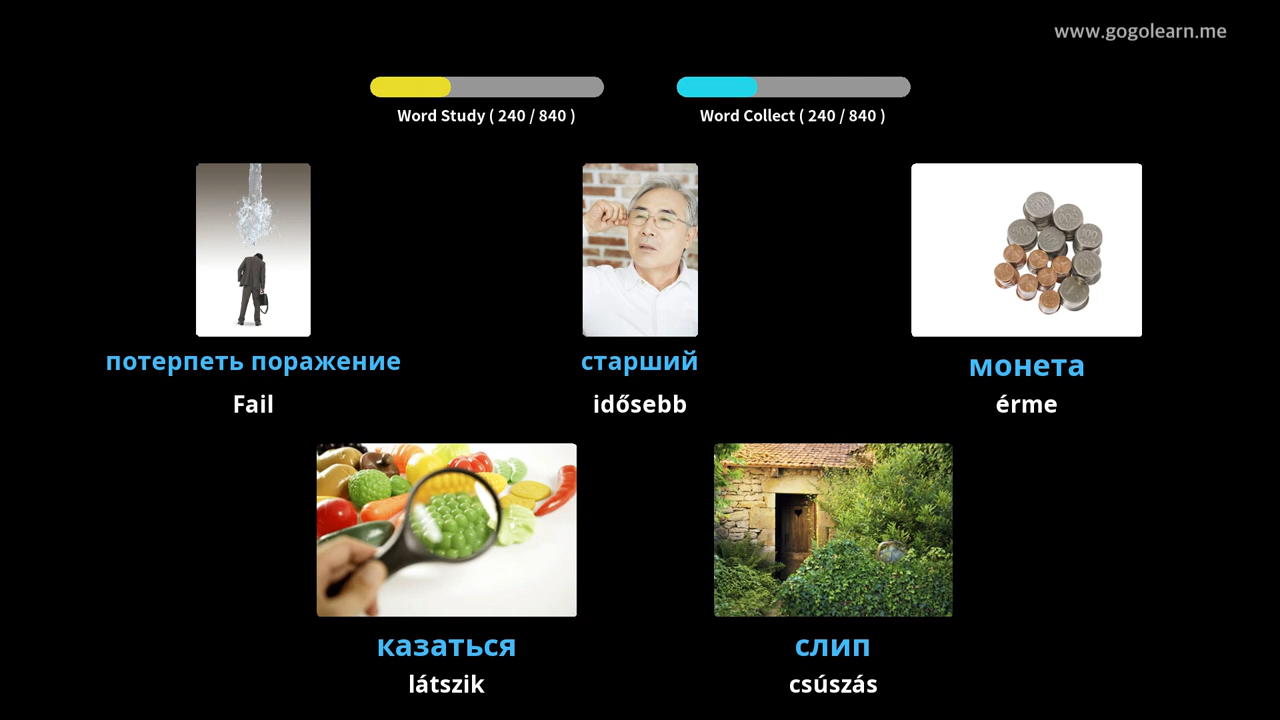 www.gogolearn.me
Word Study ( 240 / 840 )
Word Collect ( 240 / 840 )
потерпеть поражение
Fail
старший
idősebb
монета
érme
казаться
látszik
слип
csúszás